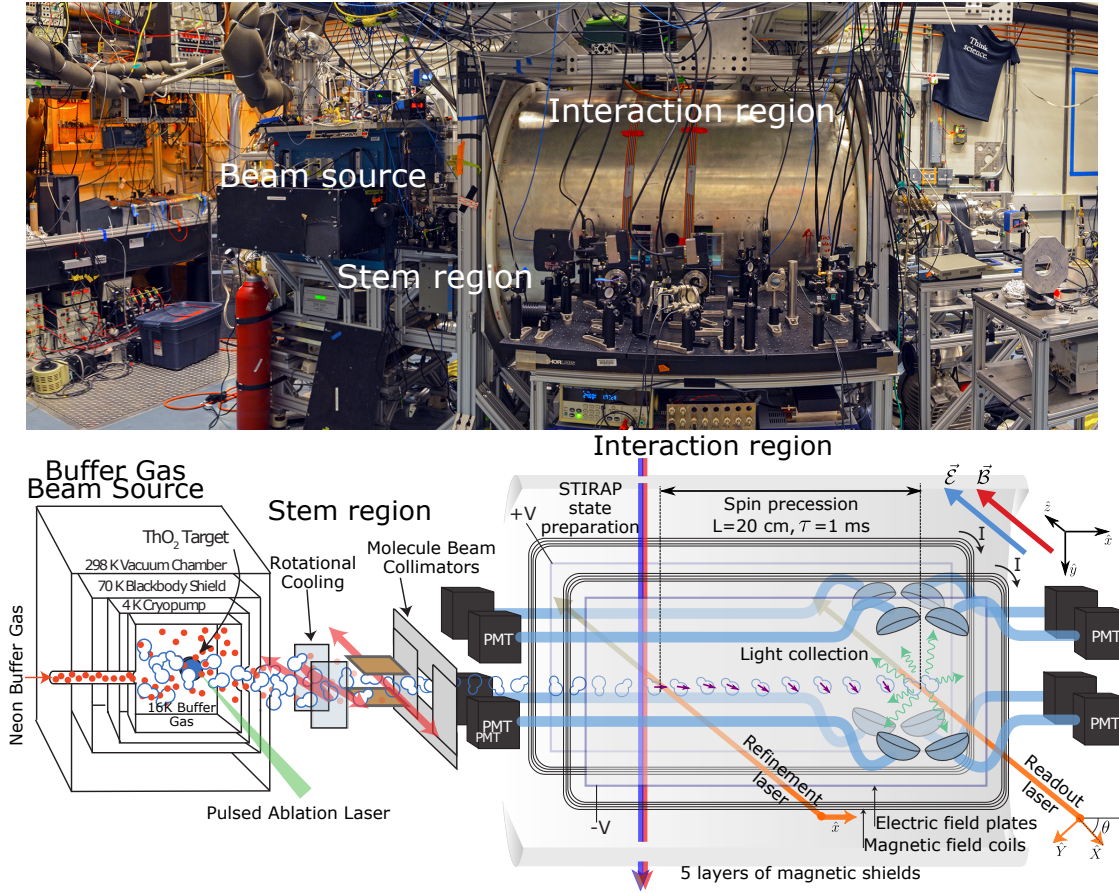 Think
science.
Interaction region
Beam source
Stem region
Interaction region
Buffer Gas
Beam Source
ThO₂ Target
298 K Vacuum Chamber
70 K Blackbody Shield
4 K Cryopump
16K Buffer
Gas
Neon Buffer Gas
Pulsed Ablation Laser
Stem region
Rotational
Cooling
Molecule Beam
Collimators
STIRAP
state
preparation
+V
-V
Spin precession
L=20 cm, τ=1 ms
I
I
PMT
PMT
PMT
PMT
PMT
Light collection
Refinement
laser
x̂
Readout
laser
Electric field plates
Magnetic field coils
5 layers of magnetic shields
ℰ⃗
ℬ⃗
ẑ
x̂
ŷ
Ŷ
X̂
θ